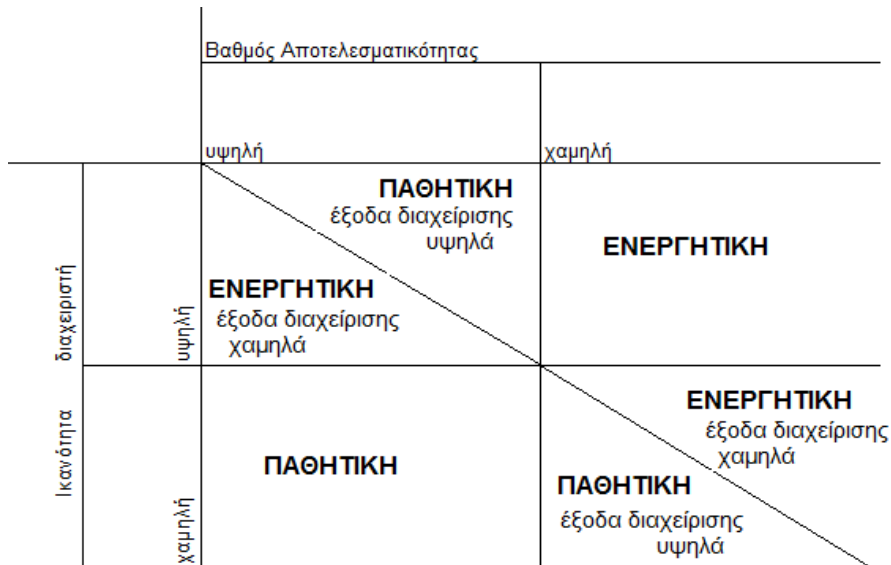 Βαθμός Αποτελεσματικότητας
υψηλή
χαμηλή
ΠΑΘΗΤΙΚΗ
έξοδα διαχείρισης
υψηλά
ΕΝΕΡΓΗΤΙΚΗ
έξοδα διαχείρισης
χαμηλά
ΕΝΕΡΓΗΤΙΚΗ
Ικανότητα διαχειριστή
υψηλή
χαμηλή
ΠΑΘΗΤΙΚΗ
ΕΝΕΡΓΗΤΙΚΗ
έξοδα διαχείρισης
χαμηλά
ΠΑΘΗΤΙΚΗ
έξοδα διαχείρισης
υψηλά